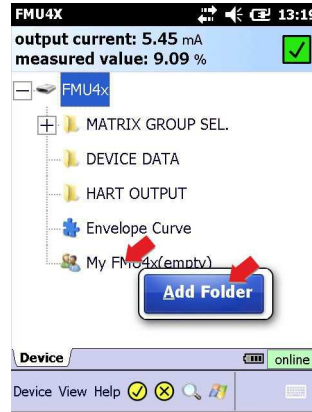 FMU4X 13:19
output current: 5.45 mA
measured value: 9.09 %
FMU4x
MATRIX GROUP SEL.
DEVICE DATA
HART OUTPUT
Envelope Curve
My FMU4x(empty)
Add Folder
Device online
Device View Help